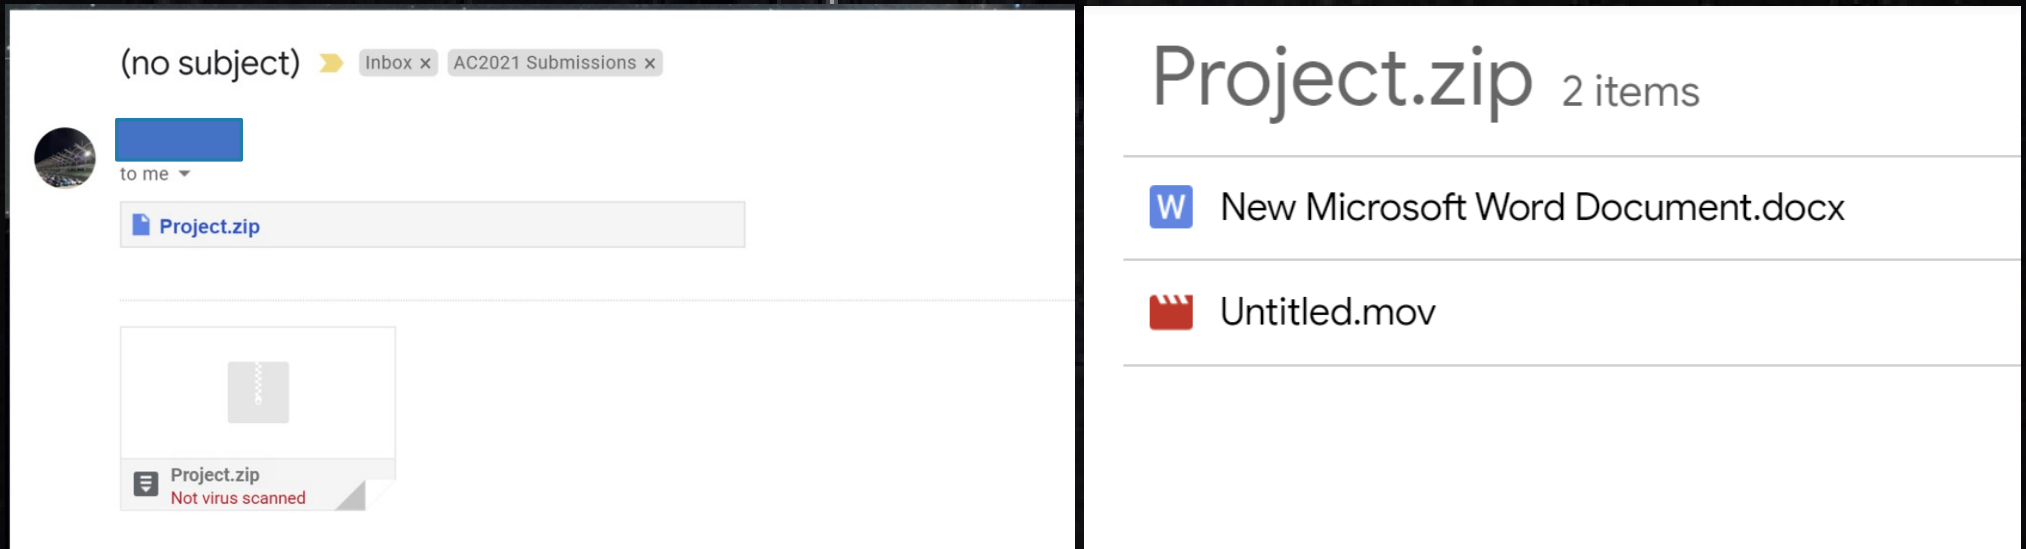 (no subject) Inbox x AC2021 Submissions x
to me
Project.zip
Project.zip
Not virus scanned
Project.zip 2 items
W New Microsoft Word Document.docx
Untitled.mov